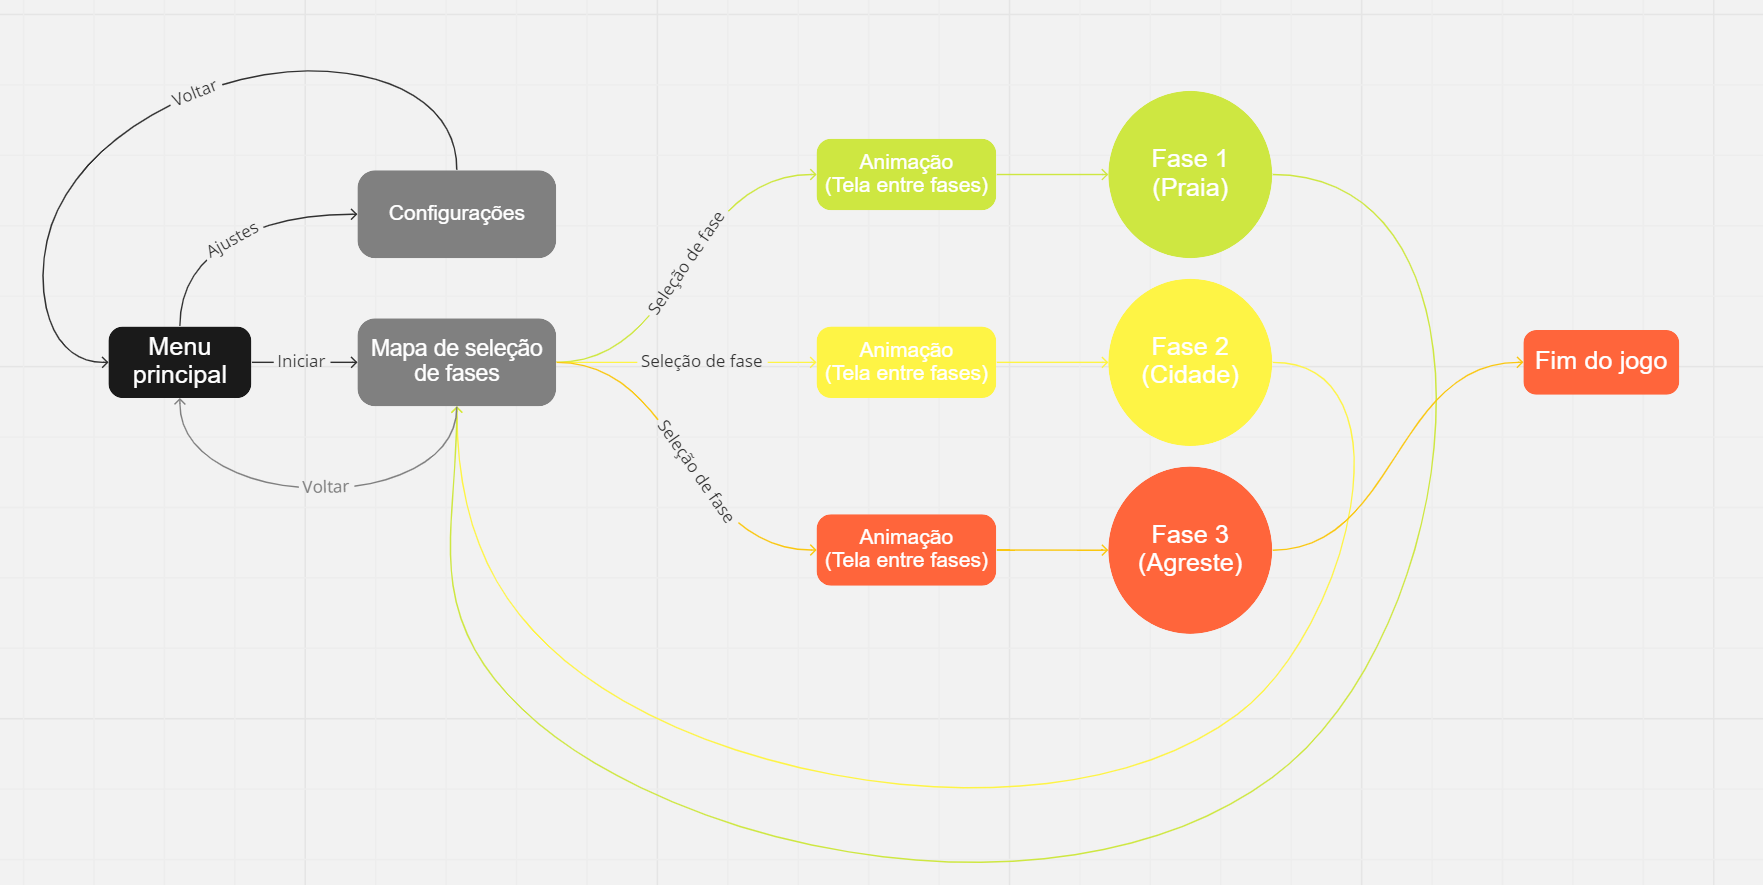 Voltar
Ajustes
Configurações
Menu
principal
Iniciar
Mapa de seleção
de fases
Voltar
Seleção de fase
Animação
(Tela entre fases)
Fase 1
(Praia)
Seleção de fase
Animação
(Tela entre fases)
Fase 2
(Cidade)
Seleção de fase
Animação
(Tela entre fases)
Fase 3
(Agreste)
Fim do jogo